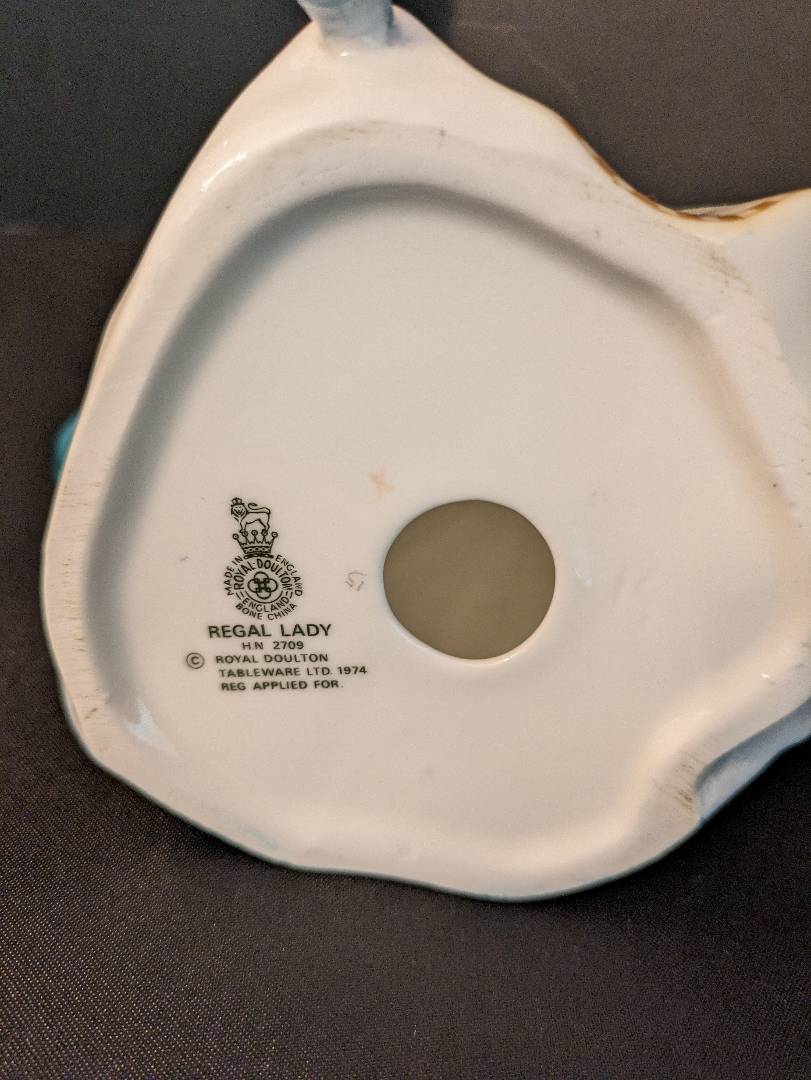 MADE IN ENGLAND
ROYAL·DOULTON
ENGLAND
BONE CHINA
REGAL LADY
H.N 2709
© ROYAL DOULTON
TABLEWARE LTD. 1974
REG APPLIED FOR.